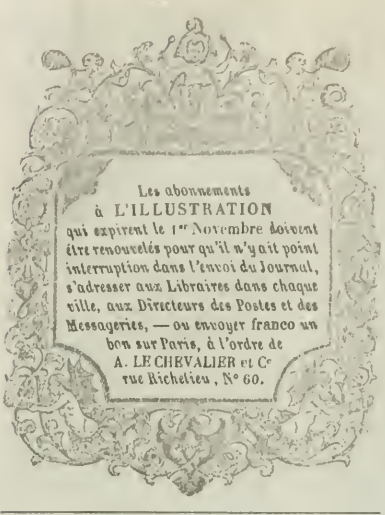 Les abonnements
à L'ILLUSTRATION
qui expirent le 1er Novembre doivent
être renouvelés pour qu'il n'y ait point
interruption dans l'envoi du Journal,
s'adresser aux Libraires dans chaque
ville, aux Directeurs des Postes et des
Messageries, — ou envoyer franco un
bon sur Paris, à l'ordre de
A. LE CHEVALIER et Ce
rue Richelieu, N° 60.